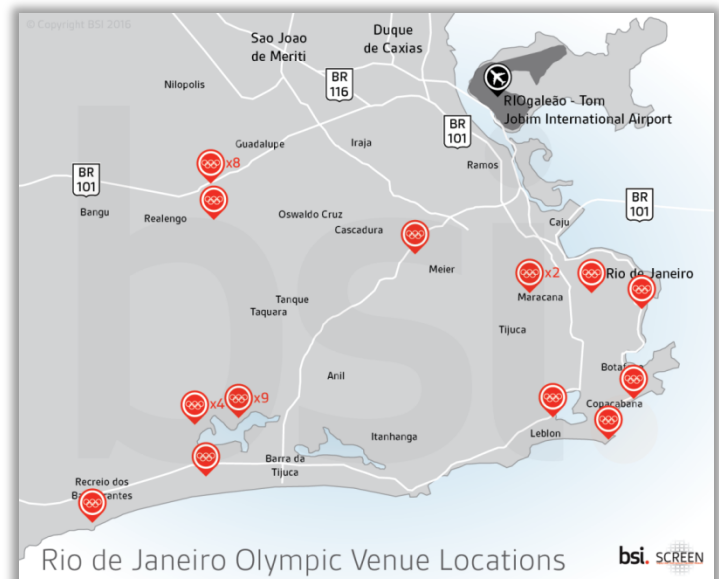 © Copyright BSI 2016
Sao Joao
de Meriti
Duque
de Caxias
Nilopolis
BR
116
RIOgaleão - Tom
Jobim International Airport
BR
101
Guadalupe
Iraja
Ramos
x8
BR
101
Bangu
Realengo
Oswaldo Cruz
Cascadura
Caju
BR
101
Meier
x2
Maracana
Rio de Janeiro
Tanque
Taquara
Tijuca
Anil
Copacabana
x4
x9
Itanhanga
Leblon
Barra da
Tijuca
Recreio dos
Rio de Janeiro Olympic Venue Locations
bsi. SCREEN
bsi.